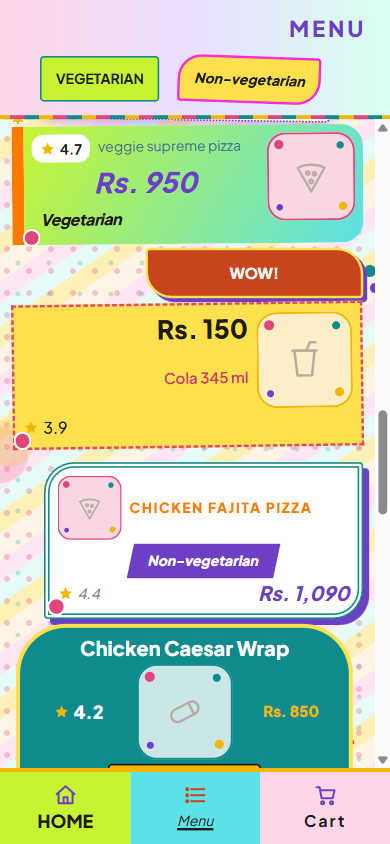 MENU
VEGETARIAN
Non-vegetarian
4.7
veggie supreme pizza
Rs. 950
Vegetarian
WOW!
Rs. 150
Cola 345 ml
3.9
CHICKEN FAJITA PIZZA
Non-vegetarian
4.4
Rs. 1,090
Chicken Caesar Wrap
4.2
Rs. 850
HOME
Menu
Cart